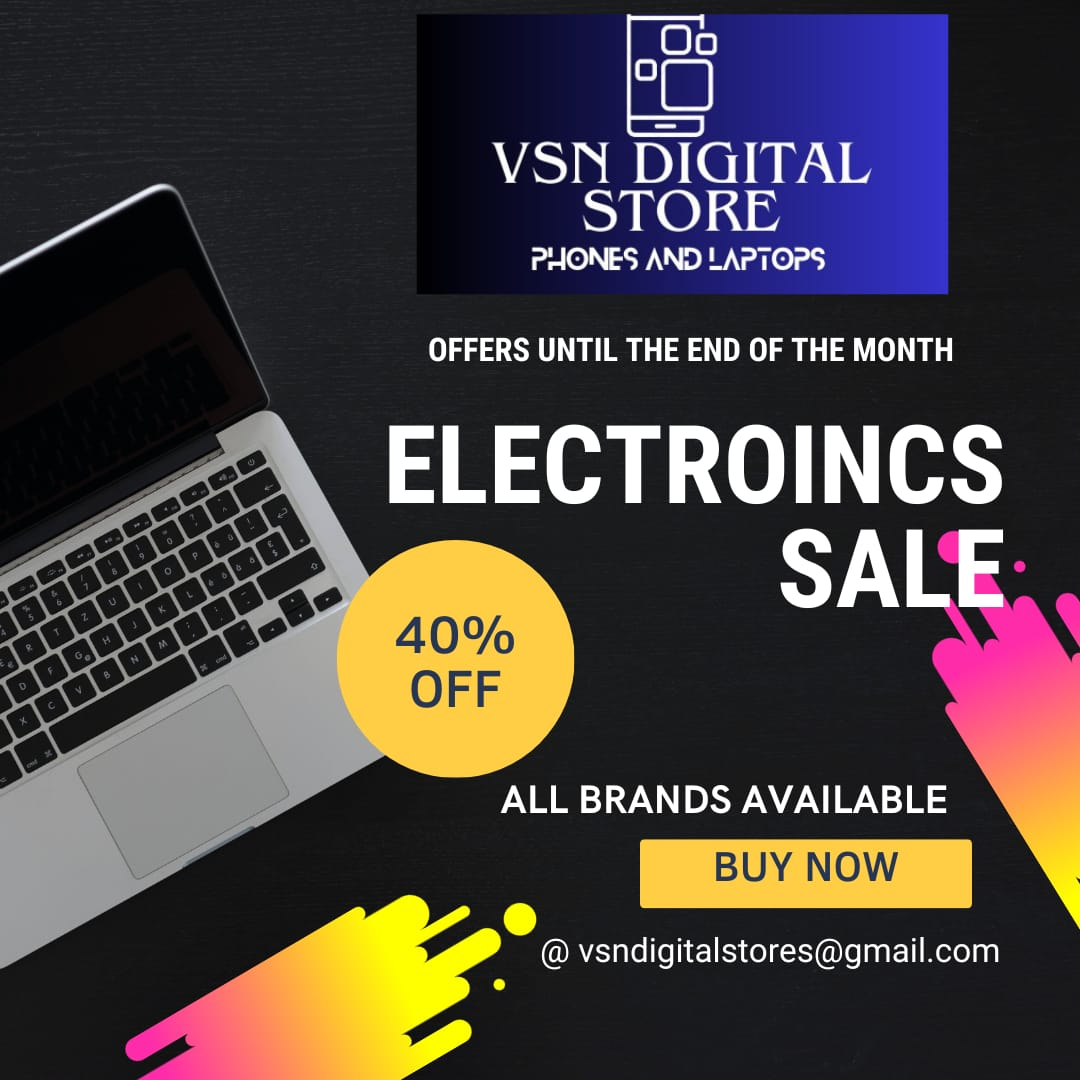 VSN DIGITAL
STORE
PHONES AND LAPTOPS
OFFERS UNTIL THE END OF THE MONTH
ELECTROINCS
SALE
40%
OFF
ALL BRANDS AVAILABLE
BUY NOW
@ vsndigitalstores@gmail.com